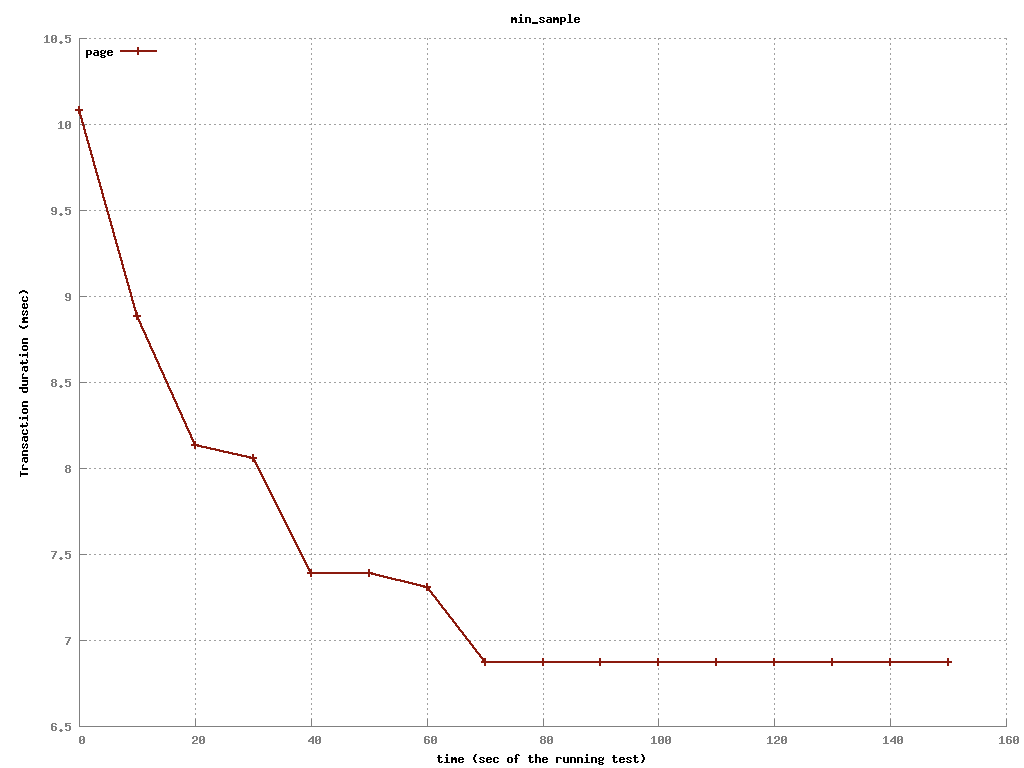 min_sample
page
10.5
10
9.5
9
8.5
8
7.5
7
6.5
Transaction duration (msec)
0 20 40 60 80 100 120 140 160
time (sec of the running test)